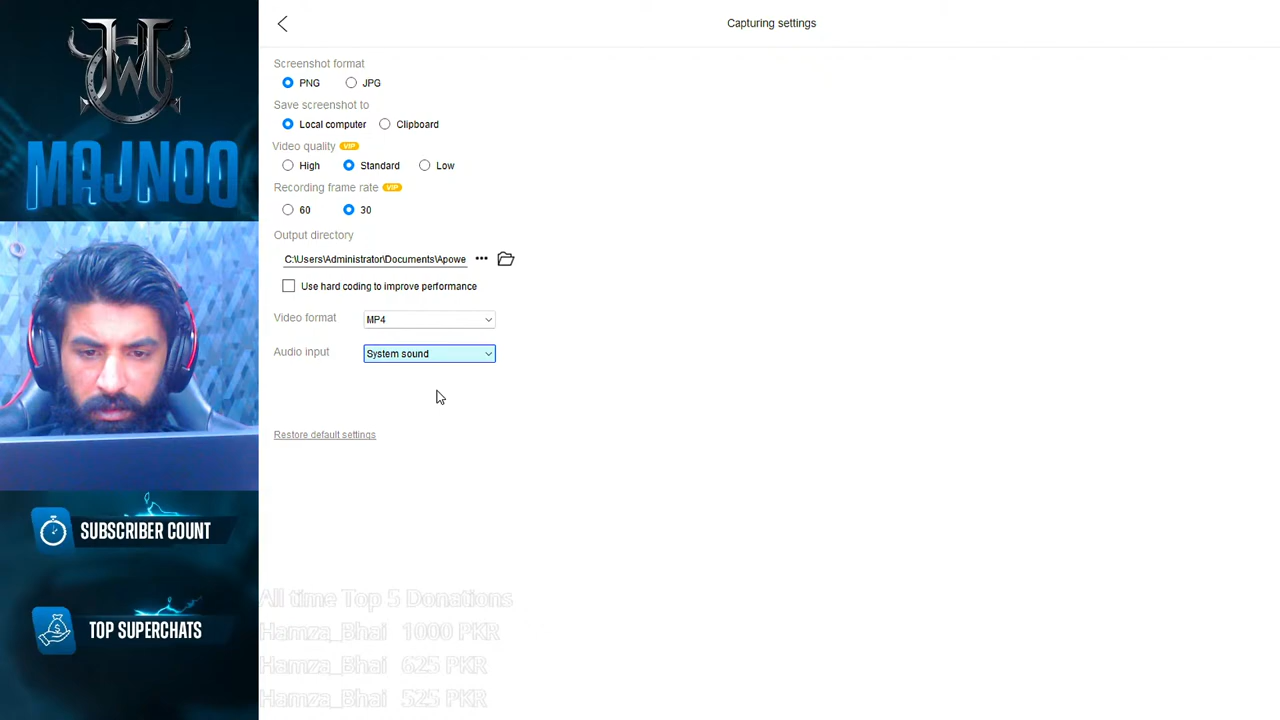 Capturing settings
Screenshot format
PNG JPG
Save screenshot to
Local computer Clipboard
Video quality VIP
High Standard Low
Recording frame rate VIP
60 30
Output directory
C:\Users\Administrator\Documents\Apowe •••
Use hard coding to improve performance
Video format MP4
Audio input System sound
Restore default settings
MAJNOO
SUBSCRIBER COUNT
TOP SUPERCHATS
All time Top 5 Donations
Hamza_Bhai 1000 PKR
Hamza_Bhai 625 PKR
Hamza_Bhai 525 PKR